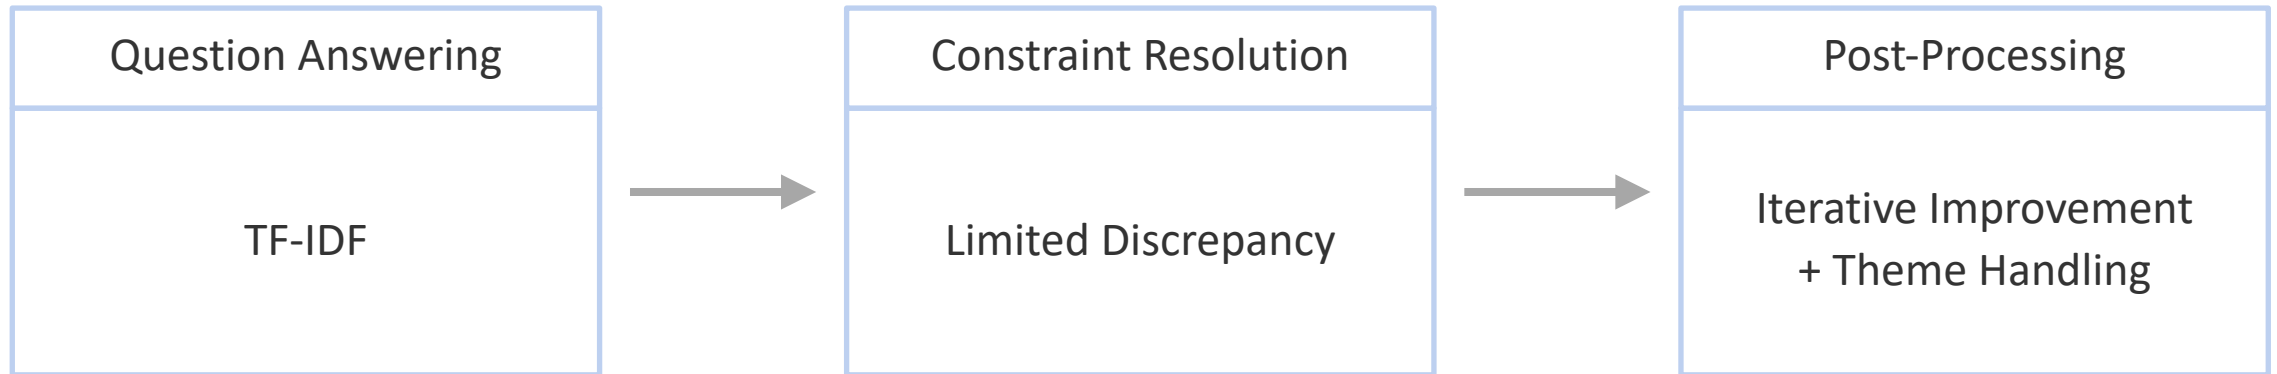 Question Answering
TF-IDF
Constraint Resolution
Limited Discrepancy
Post-Processing
Iterative Improvement
+ Theme Handling